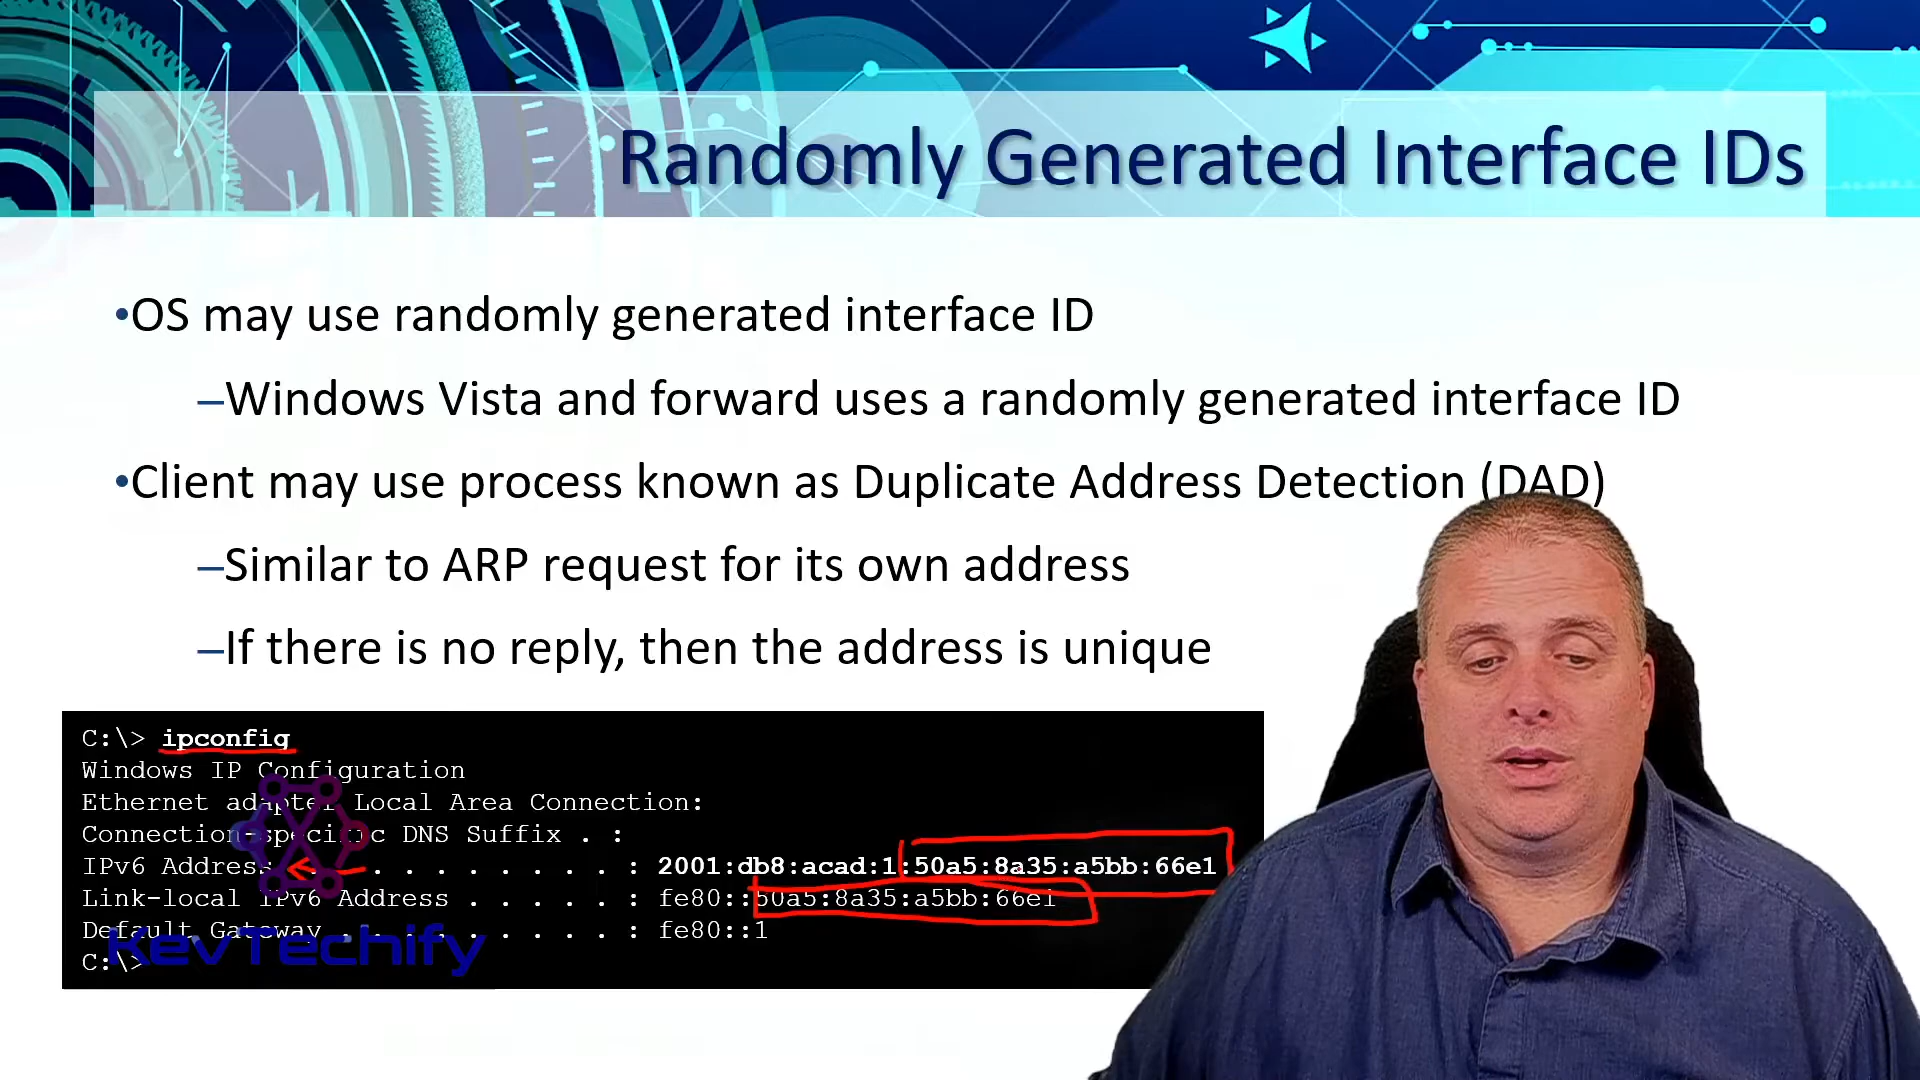 Randomly Generated Interface IDs
•OS may use randomly generated interface ID
–Windows Vista and forward uses a randomly generated interface ID
•Client may use process known as Duplicate Address Detection (DAD)
–Similar to ARP request for its own address
–If there is no reply, then the address is unique
C:\> ipconfig
Windows IP Configuration
Ethernet adapter Local Area Connection:
Connection-specific DNS Suffix . :
IPv6 Address. . . . . . . . . . . : 2001:db8:acad:1:50a5:8a35:a5bb:66e1
Link-local IPv6 Address . . . . . : fe80::50a5:8a35:a5bb:66e1
Default Gateway . . . . . . . . . : fe80::1
C:\>
KevTechify